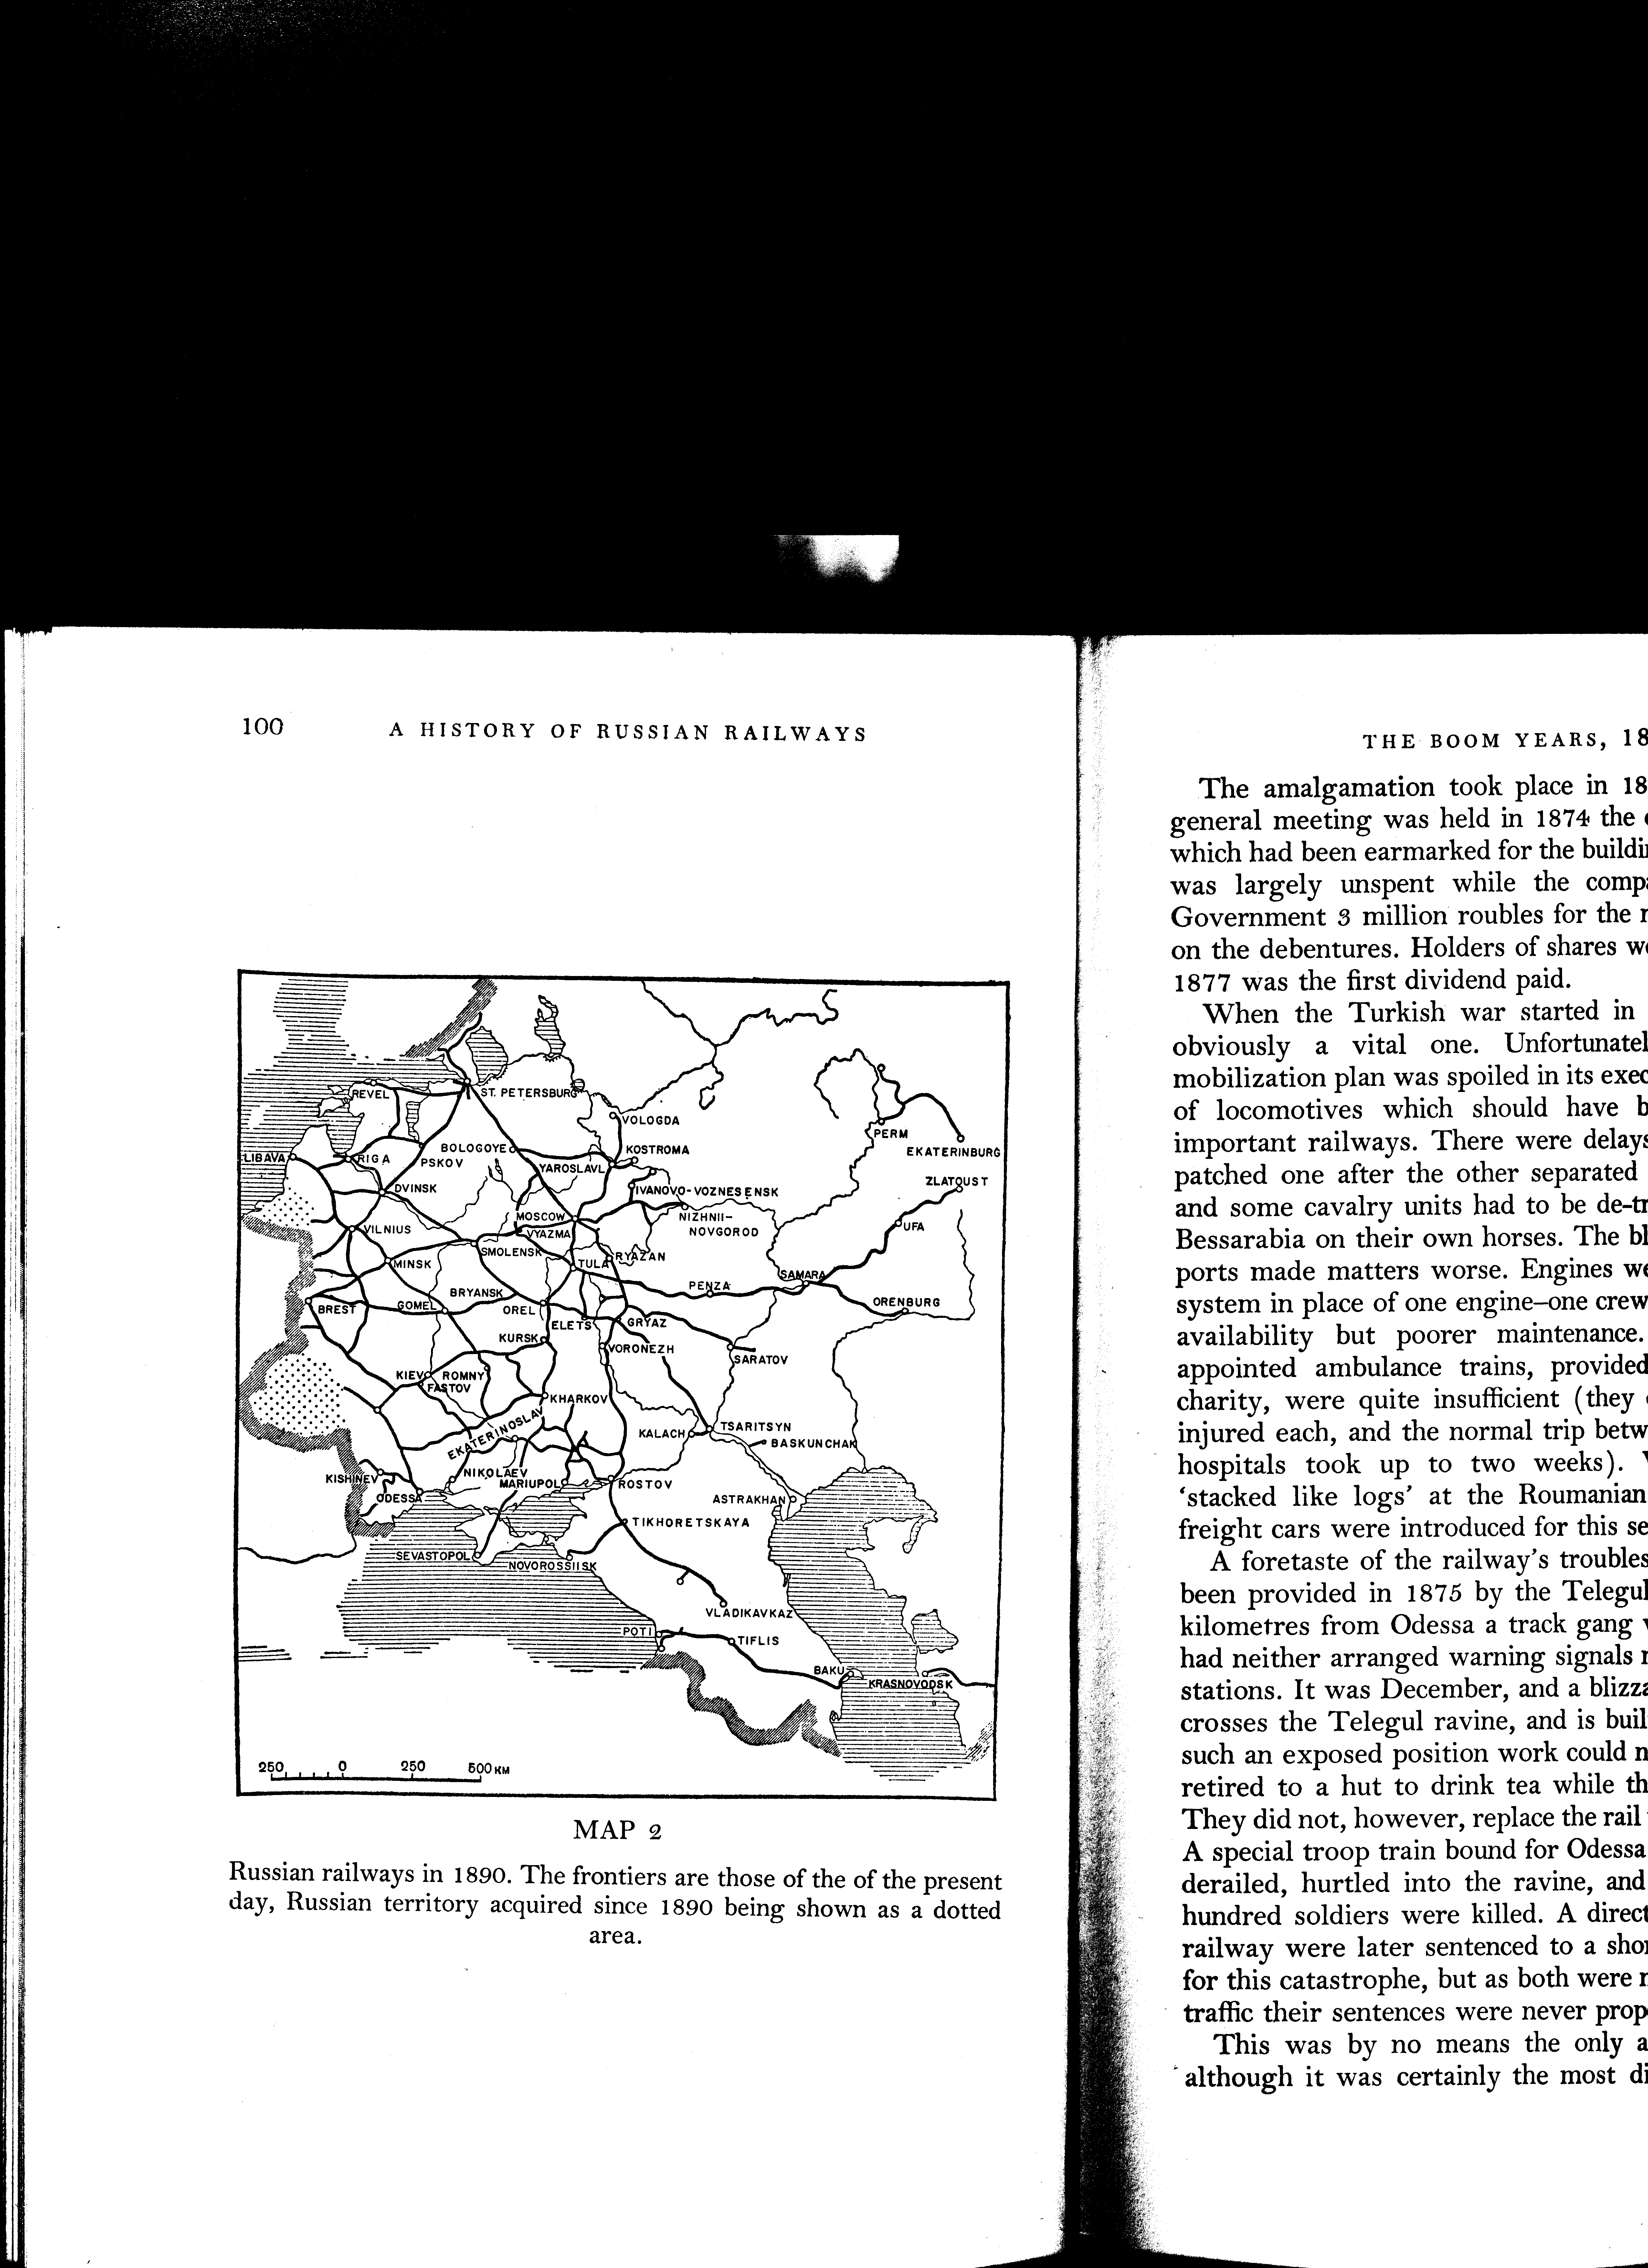 100 A HISTORY OF RUSSIAN RAILWAYS
REVEL
ST. PETERSBURG
VOLOGDA
PERM
EKATERINBURG
LIBAVA
RIGA
PSKOV
BOLOGOYE
YAROSLAVL
KOSTROMA
DVINSK
IVANOVO-VOZNESENSK
ZLATOUST
MOSCOW
NIZHNII-
NOVGOROD
VILNIUS
VYAZMA
UFA
SMOLENSK
RYAZAN
MINSK
TULA
SAMARA
PENZA
BRYANSK
BREST
GOMEL
OREL
ORENBURG
ELETS
GRYAZ
KURSK
VORONEZH
SARATOV
KIEV
ROMNY
FASTOV
KHARKOV
EKATERINOSLAV
KALACH
TSARITSYN
BASKUNCHAK
KISHINEV
NIKOLAEV
MARIUPOL
ROSTOV
ODESSA
ASTRAKHAN
TIKHORETSKAYA
SEVASTOPOL
NOVOROSSIISK
VLADIKAVKAZ
POTI
TIFLIS
BAKU
KRASNOVODSK
250 0 250 500 KM
MAP 2
Russian railways in 1890. The frontiers are those of the of the present
day, Russian territory acquired since 1890 being shown as a dotted
area.
THE BOOM YEARS, 18
The amalgamation took place in 18
general meeting was held in 1874 the
which had been earmarked for the
was largely unspent while the
Government 3 million roubles for the
on the debentures. Holders of shares
1877 was the first dividend paid.
When the Turkish war started in
obviously a vital one.
mobilization plan was spoiled in its
of locomotives which should have
important railways. There were delays
patched one after the other separated
and some cavalry units had to be
Bessarabia on their own horses. The
ports made matters worse. Engines
system in place of one engine–one crew
availability but poorer maintenance.
appointed ambulance trains, provided
charity, were quite insufficient (they
injured each, and the normal trip
hospitals took up to two weeks).
'stacked like logs' at the Roumanian
freight cars were introduced for this
A foretaste of the railway's troubles
been provided in 1875 by the Telegul
kilometres from Odessa a track gang
had neither arranged warning signals
stations. It was December, and a
crosses the Telegul ravine, and is
such an exposed position work could
retired to a hut to drink tea while
They did not, however, replace the rail
A special troop train bound for Odessa
derailed, hurtled into the ravine, and
hundred soldiers were killed. A
railway were later sentenced to a
for this catastrophe, but as both were
traffic their sentences were never
This was by no means the only
although it was certainly the most